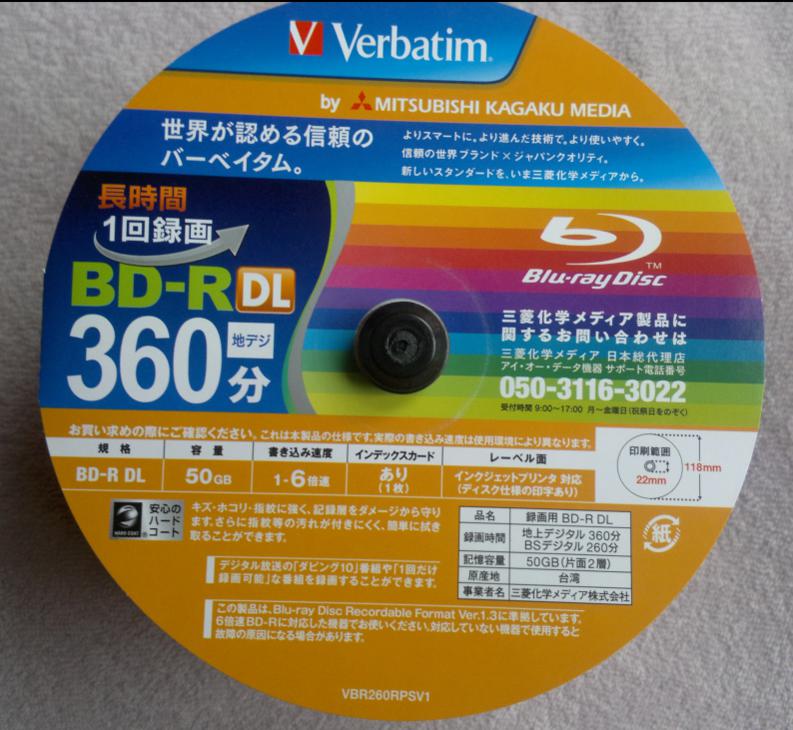 V Verbatim
by MITSUBISHI KAGAKU MEDIA
世界が認める信頼の
バーベイタム。
よりスマートに。より進んだ技術で。より使いやすく。
信頼の世界ブランド×ジャパンクオリティ。
新しいスタンダードを、いま三菱化学メディアから。
長時間
1回録画
BD-R DL
360分
地デジ
Blu-ray Disc TM
三菱化学メディア製品に
関するお問い合わせは
三菱化学メディア 日本総代理店
アイ・オー・データ機器 サポート電話番号
050-3116-3022
受付時間 9:00〜17:00 月〜金曜日(祝祭日をのぞく)
お買い求めの際にご確認ください。これは本製品の仕様です。実際の書き込み速度は使用環境により異なります。
規格 容量 書き込み速度 インデックスカード レーベル面
BD-R DL 50GB 1-6倍速 あり(1枚) インクジェットプリンタ 対応(ディスク仕様の印字あり)
印刷範囲
22mm
118mm
HARD COAT
安心の
ハード
コート
キズ・ホコリ・指紋に強く、記録層をダメージから守り
ます。さらに指紋等の汚れが付きにくく、簡単に拭き
取ることができます。
デジタル放送の「ダビング10」番組や「1回だけ
録画可能」な番組を録画することができます。
この製品は、Blu-ray Disc Recordable Format Ver.1.3に準拠しています。
6倍速BD-Rに対応した機器でお使いください。対応していない機器で使用すると
故障の原因になる場合があります。
品名 録画用 BD-R DL
録画時間 地上デジタル 360分
BSデジタル 260分
記憶容量 50GB(片面2層)
原産地 台湾
事業者名 三菱化学メディア株式会社
紙
VBR260RPSV1